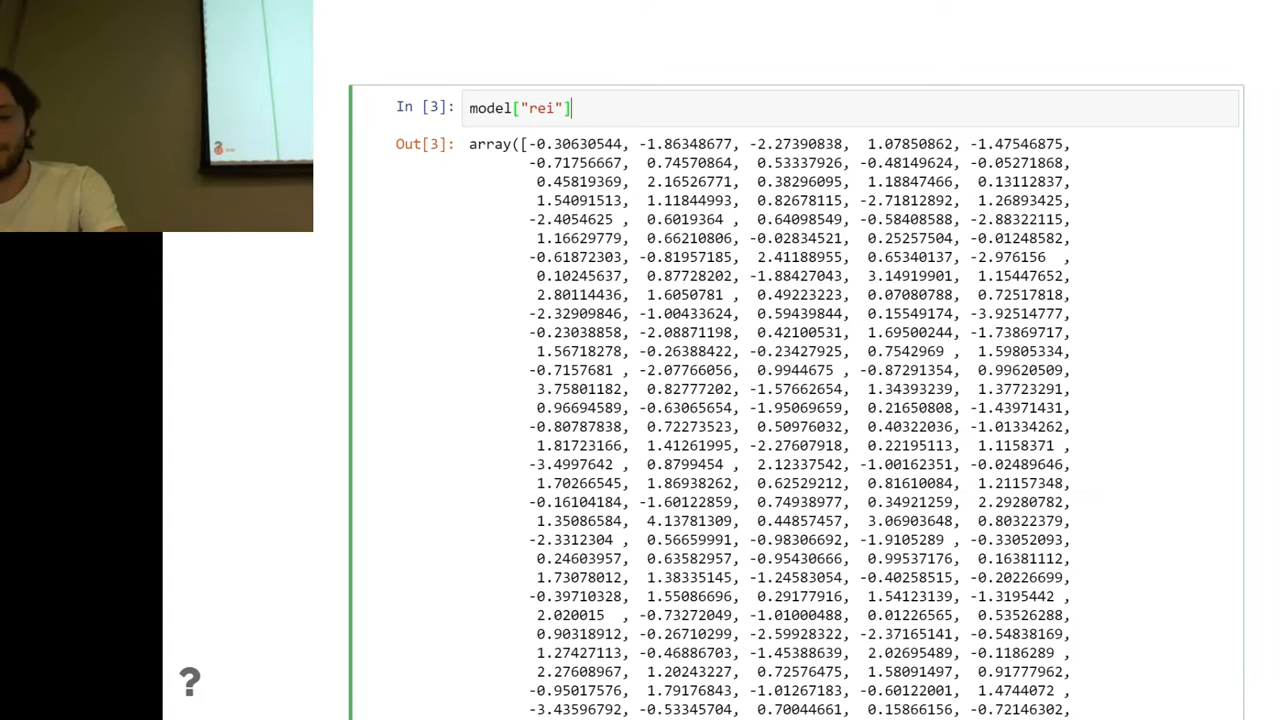 In [3]: model["rei"]
Out[3]: array([-0.30630544, -1.86348677, -2.27390838, 1.07850862, -1.47546875,
-0.71756667, 0.74570864, 0.53337926, -0.48149624, -0.05271868,
0.45819369, 2.16526771, 0.38296095, 1.18847466, 0.13112837,
1.54091513, 1.11844993, 0.82678115, -2.71812892, 1.26893425,
-2.4054625 , 0.6019364 , 0.64098549, -0.58408588, -2.88322115,
1.16629779, 0.66210806, -0.02834521, 0.25257504, -0.01248582,
-0.61872303, -0.81957185, 2.41188955, 0.65340137, -2.976156 ,
0.10245637, 0.87728202, -1.88427043, 3.14919901, 1.15447652,
2.80114436, 1.6050781 , 0.49223223, 0.07080788, 0.72517818,
-2.32909846, -1.00433624, 0.59439844, 0.15549174, -3.92514777,
-0.23038858, -2.08871198, 0.42100531, 1.69500244, -1.73869717,
1.56718278, -0.26388422, -0.23427925, 0.7542969 , 1.59805334,
-0.7157681 , -2.07766056, 0.9944675 , -0.87291354, 0.99620509,
3.75801182, 0.82777202, -1.57662654, 1.34393239, 1.37723291,
0.96694589, -0.63065654, -1.95069659, 0.21650808, -1.43971431,
-0.80787838, 0.72273523, 0.50976032, 0.40322036, -1.01334262,
1.81723166, 1.41261995, -2.27607918, 0.22195113, 1.1158371 ,
-3.4997642 , 0.8799454 , 2.12337542, -1.00162351, -0.02489646,
1.70266545, 1.86938262, 0.62529212, 0.81610084, 1.21157348,
-0.16104184, -1.60122859, 0.74938977, 0.34921259, 2.29280782,
1.35086584, 4.13781309, 0.44857457, 3.06903648, 0.80322379,
-2.3312304 , 0.56659991, -0.98306692, -1.9105289 , -0.33052093,
0.24603957, 0.63582957, -0.95430666, 0.99537176, 0.16381112,
1.73078012, 1.38335145, -1.24583054, -0.40258515, -0.20226699,
-0.39710328, 1.55086696, 0.29177916, 1.54123139, -1.3195442 ,
2.020015 , -0.73272049, -1.01000488, 0.01226565, 0.53526288,
0.90318912, -0.26710299, -2.59928322, -2.37165141, -0.54838169,
1.27427113, -0.46886703, -1.45388639, 2.02695489, -0.1186289 ,
2.27608967, 1.20243227, 0.72576475, 1.58091497, 0.91777962,
-0.95017576, 1.79176843, -1.01267183, -0.60122001, 1.4744072 ,
-3.43596792, -0.53345704, 0.70044661, 0.15866156, -0.72146302,
?